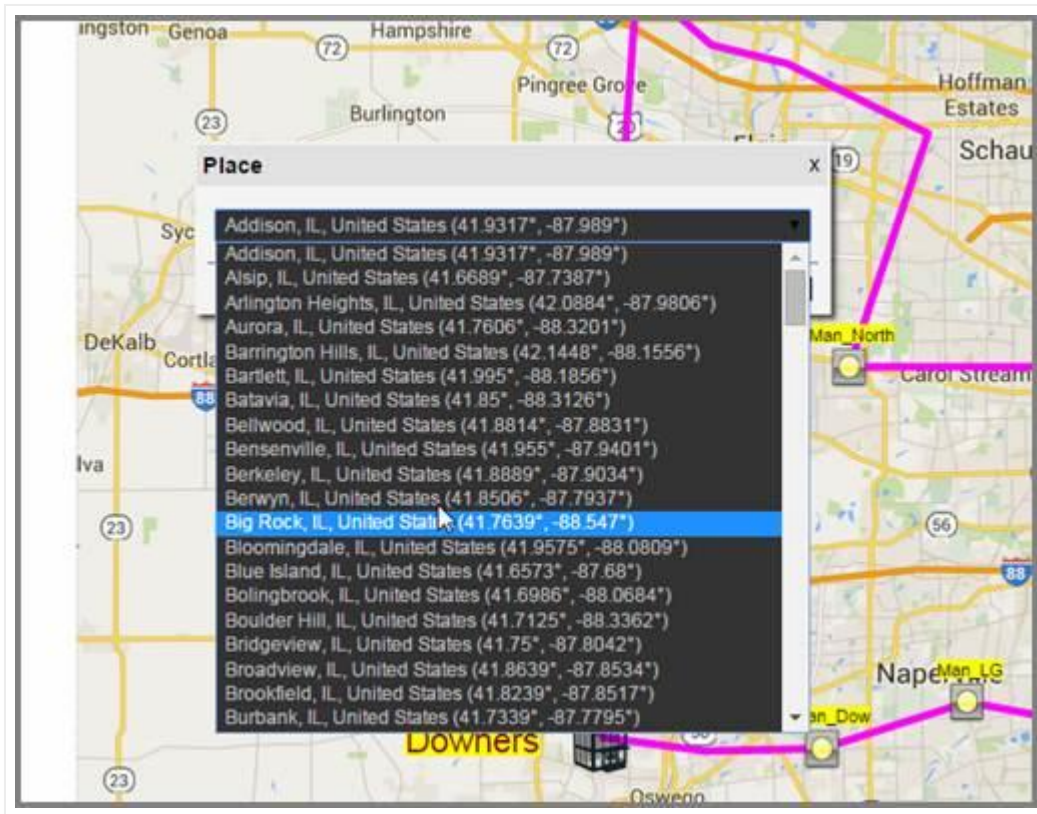 ingston Genoa
Hampshire
72
72
Pingree Grove
Hoffman
Estates
Burlington
23
20
Place
x
19
Schau
Syc
Addison, IL, United States (41.9317°, -87.989°)
Addison, IL, United States (41.9317°, -87.989°)
Alsip, IL, United States (41.6689°, -87.7387°)
Arlington Heights, IL, United States (42.0884°, -87.9806°)
Aurora, IL, United States (41.7606°, -88.3201°)
Barrington Hills, IL, United States (42.1448°, -88.1556°)
Bartlett, IL, United States (41.995°, -88.1856°)
Batavia, IL, United States (41.85°, -88.3126°)
Bellwood, IL, United States (41.8814°, -87.8831°)
Bensenville, IL, United States (41.955°, -87.9401°)
Berkeley, IL, United States (41.8889°, -87.9034°)
Berwyn, IL, United States (41.8506°, -87.7937°)
Big Rock, IL, United States (41.7639°, -88.547°)
Bloomingdale, IL, United States (41.9575°, -88.0809°)
Blue Island, IL, United States (41.6573°, -87.68°)
Bolingbrook, IL, United States (41.6986°, -88.0684°)
Boulder Hill, IL, United States (41.7125°, -88.3362°)
Bridgeview, IL, United States (41.75°, -87.8042°)
Broadview, IL, United States (41.8639°, -87.8534°)
Brookfield, IL, United States (41.8239°, -87.8517°)
Burbank, IL, United States (41.7339°, -87.7795°)
DeKalb
Cortla
Man_North
Carol Stream
88
lva
23
56
88
Man_LG
an_Dow
Downers
23
Oswego